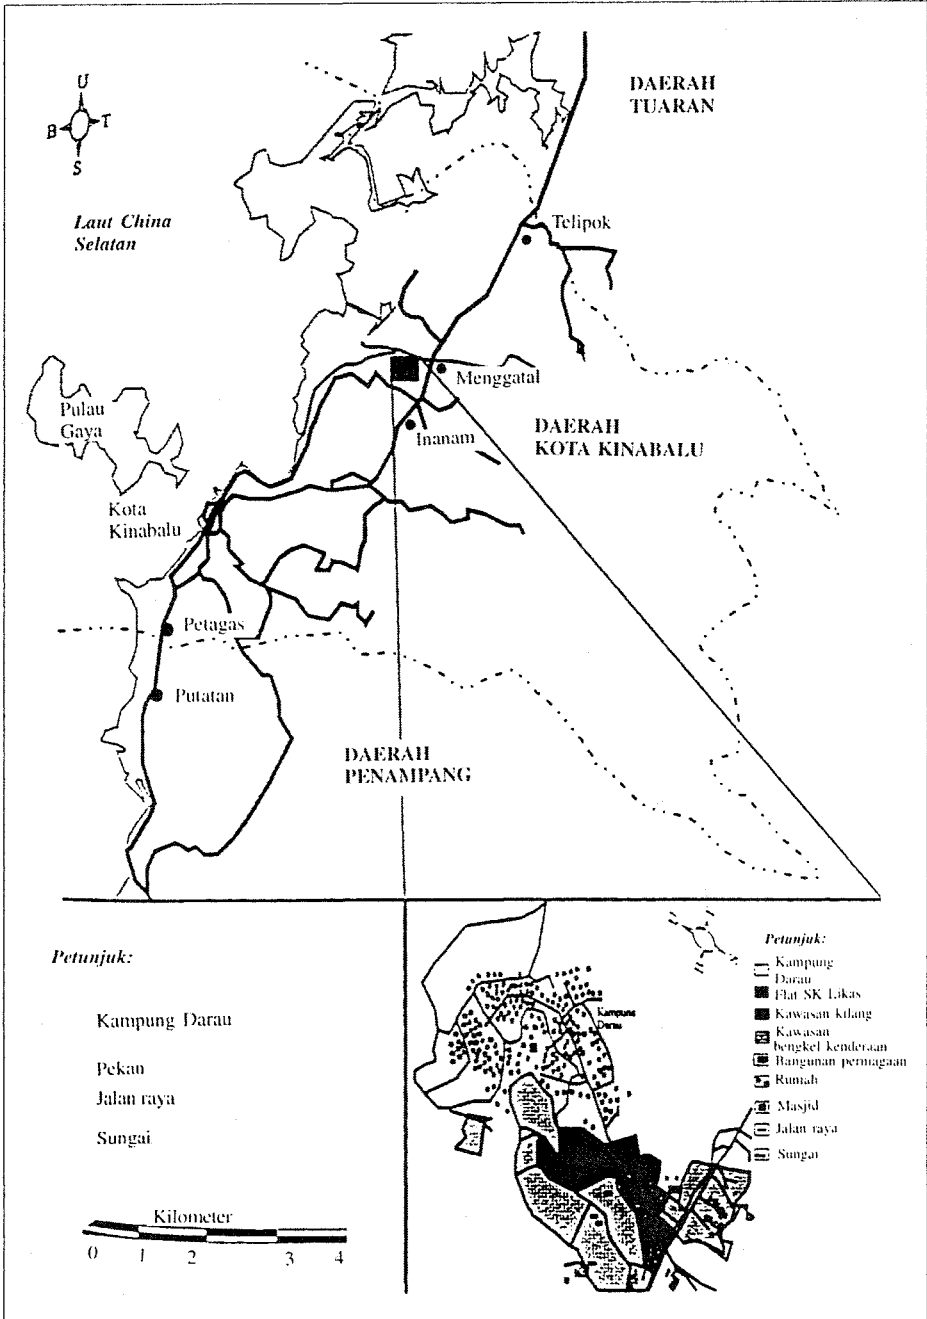 U
B T
S
DAERAH
TUARAN
Laut China
Selatan
Telipok
Menggatal
Pulau
Gaya
DAERAH
KOTA KINABALU
Inanam
Kota
Kinabalu
Petagas
Putatan
DAERAH
PENAMPANG
Petunjuk:
Kampung Darau
Pekan
Jalan raya
Sungai
Kilometer
0 1 2 3 4
Kampung
Darau
Petunjuk:
Kampung
Darau
Flat SK Likas
Kawasan kilang
Kawasan
bengkel kenderaan
Bangunan perniagaan
Rumah
Masjid
Jalan raya
Sungai